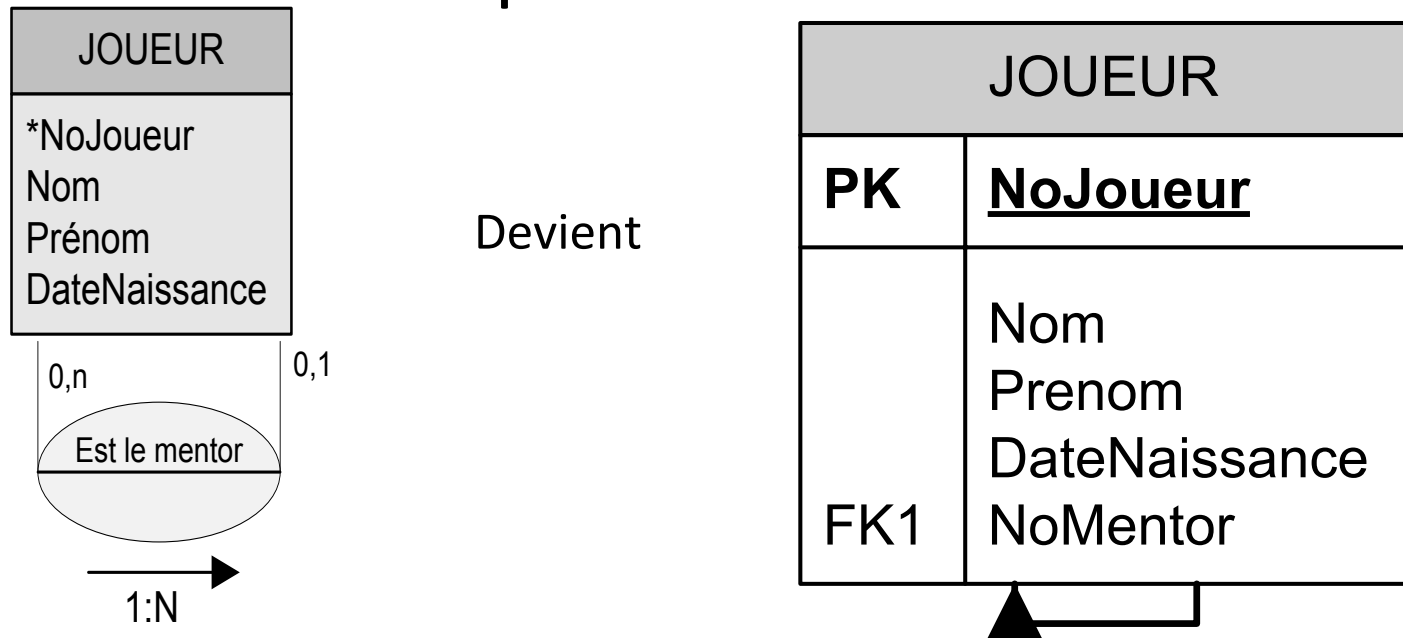 JOUEUR
*NoJoueur
Nom
Prénom
DateNaissance
0,n
0,1
Est le mentor
1:N
Devient
JOUEUR
PK NoJoueur
Nom
Prenom
DateNaissance
FK1 NoMentor